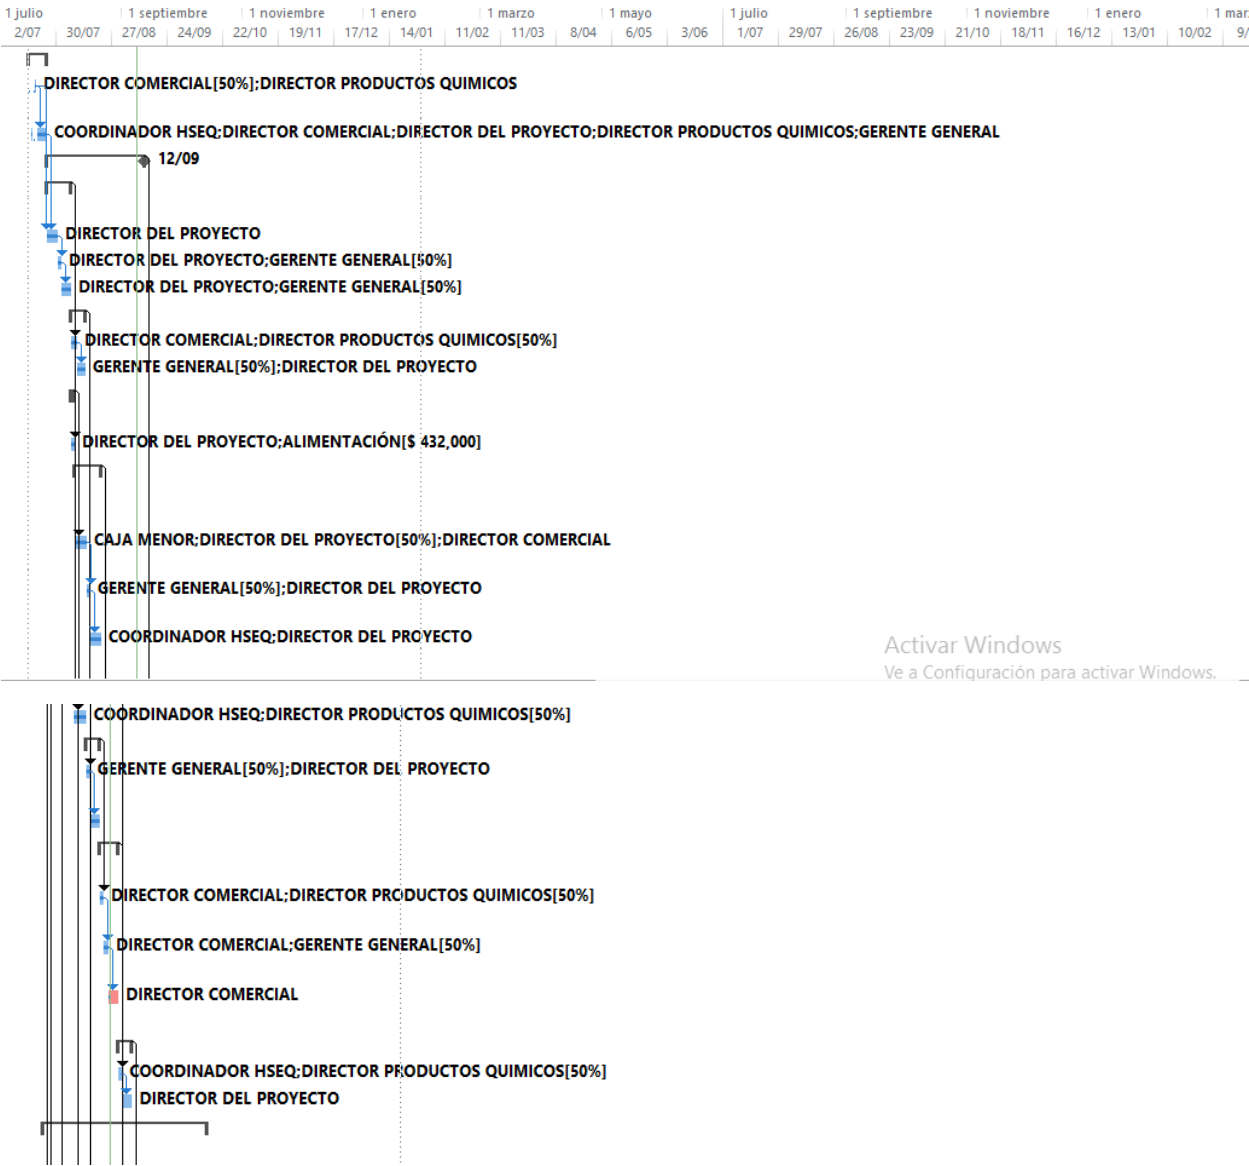 1 julio 1 septiembre 1 noviembre 1 enero 1 marzo 1 mayo 1 julio 1 septiembre 1 noviembre 1 enero 1 mar
2/07 30/07 27/08 24/09 22/10 19/11 17/12 14/01 11/02 11/03 8/04 6/05 3/06 1/07 29/07 26/08 23/09 21/10 18/11 16/12 13/01 10/02 9/
DIRECTOR COMERCIAL[50%];DIRECTOR PRODUCTOS QUIMICOS
COORDINADOR HSEQ;DIRECTOR COMERCIAL;DIRECTOR DEL PROYECTO;DIRECTOR PRODUCTOS QUIMICOS;GERENTE GENERAL
12/09
DIRECTOR DEL PROYECTO
DIRECTOR DEL PROYECTO;GERENTE GENERAL[50%]
DIRECTOR DEL PROYECTO;GERENTE GENERAL[50%]
DIRECTOR COMERCIAL;DIRECTOR PRODUCTOS QUIMICOS[50%]
GERENTE GENERAL[50%];DIRECTOR DEL PROYECTO
DIRECTOR DEL PROYECTO;ALIMENTACIÓN[$ 432,000]
CAJA MENOR;DIRECTOR DEL PROYECTO[50%];DIRECTOR COMERCIAL
GERENTE GENERAL[50%];DIRECTOR DEL PROYECTO
COORDINADOR HSEQ;DIRECTOR DEL PROYECTO
Activar Windows
Ve a Configuración para activar Windows.
COORDINADOR HSEQ;DIRECTOR PRODUCTOS QUIMICOS[50%]
GERENTE GENERAL[50%];DIRECTOR DEL PROYECTO
DIRECTOR COMERCIAL;DIRECTOR PRODUCTOS QUIMICOS[50%]
DIRECTOR COMERCIAL;GERENTE GENERAL[50%]
DIRECTOR COMERCIAL
COORDINADOR HSEQ;DIRECTOR PRODUCTOS QUIMICOS[50%]
DIRECTOR DEL PROYECTO